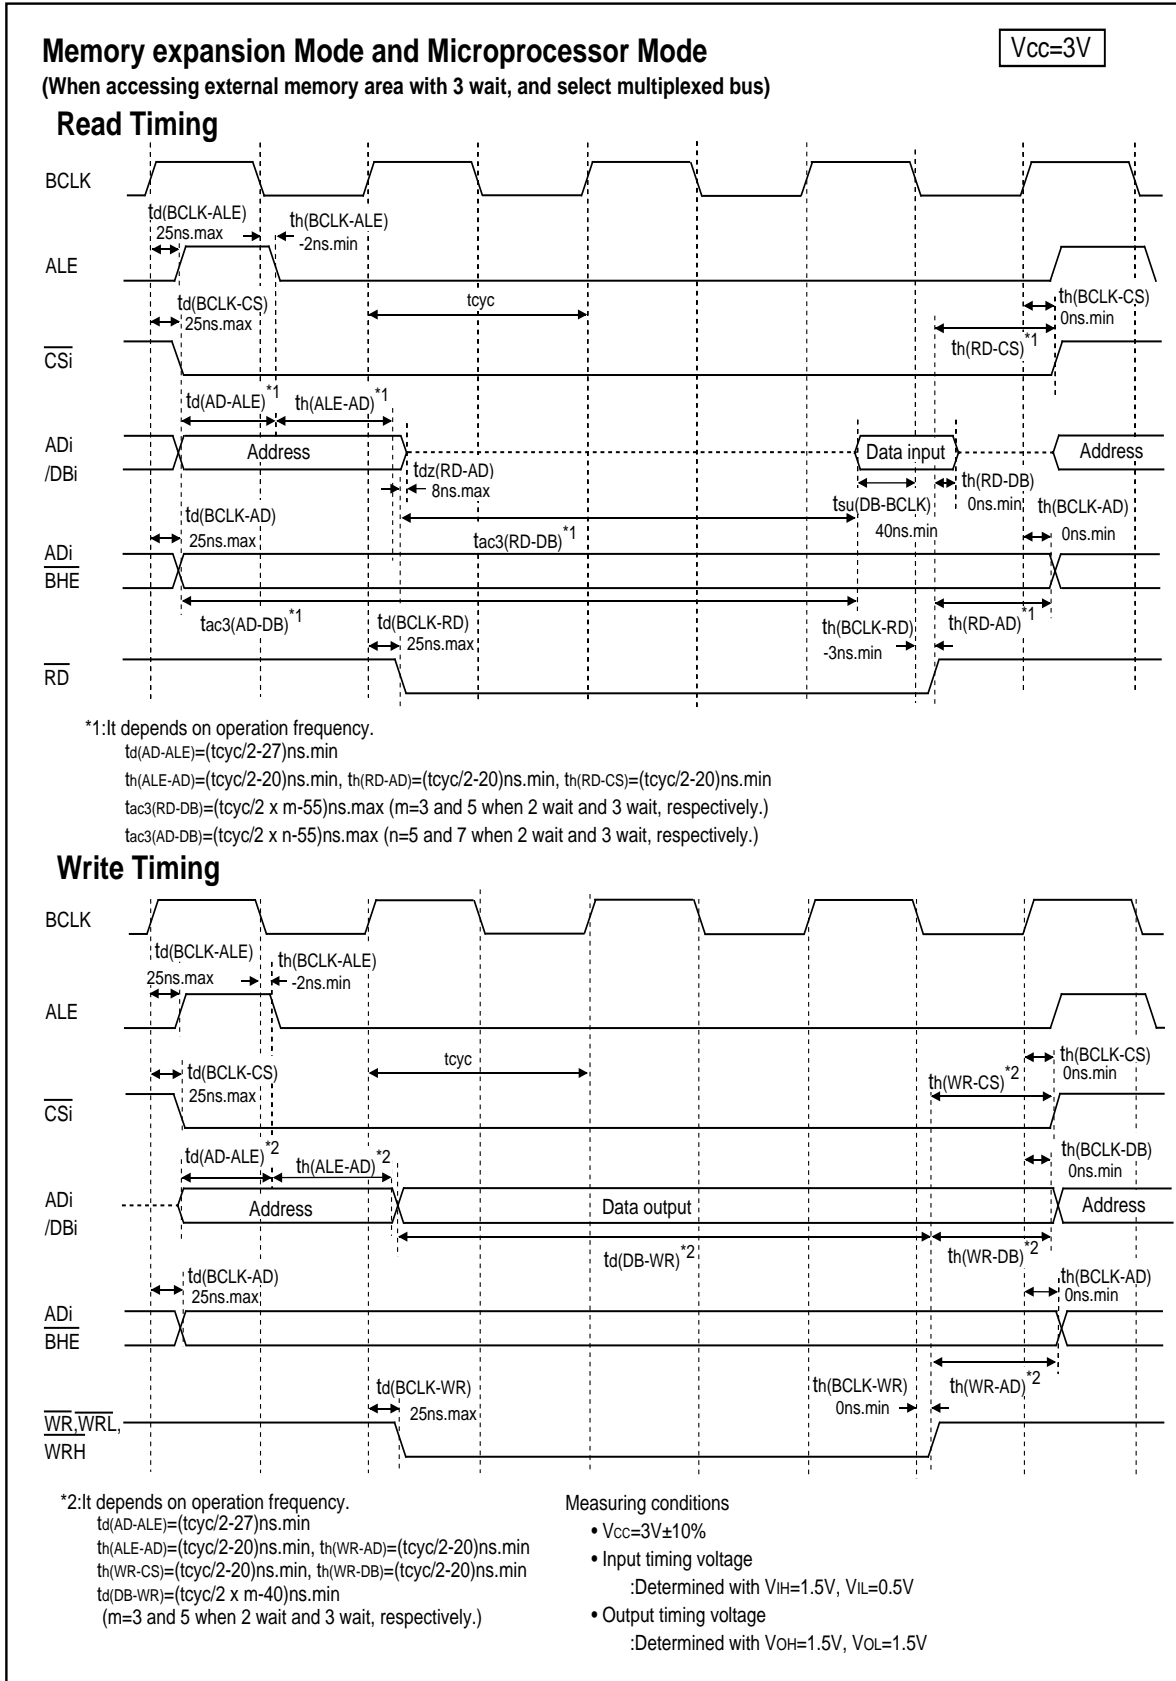 Memory expansion Mode and Microprocessor Mode
Vcc=3V
(When accessing external memory area with 3 wait, and select multiplexed bus)
Read Timing
BCLK
td(BCLK-ALE)
25ns.max
th(BCLK-ALE)
-2ns.min
ALE
td(BCLK-CS)
25ns.max
tcyc
th(BCLK-CS)
0ns.min
th(RD-CS)*1
CSi
td(AD-ALE)*1
th(ALE-AD)*1
ADi
/DBi
Address
Data input
Address
tdz(RD-AD)
8ns.max
th(RD-DB)
0ns.min
tsu(DB-BCLK)
40ns.min
td(BCLK-AD)
25ns.max
th(BCLK-AD)
0ns.min
tac3(RD-DB)*1
ADi
BHE
tac3(AD-DB)*1
td(BCLK-RD)
25ns.max
th(BCLK-RD)
-3ns.min
th(RD-AD)*1
RD
*1:It depends on operation frequency.
td(AD-ALE)=(tcyc/2-27)ns.min
th(ALE-AD)=(tcyc/2-20)ns.min, th(RD-AD)=(tcyc/2-20)ns.min, th(RD-CS)=(tcyc/2-20)ns.min
tac3(RD-DB)=(tcyc/2 x m-55)ns.max (m=3 and 5 when 2 wait and 3 wait, respectively.)
tac3(AD-DB)=(tcyc/2 x n-55)ns.max (n=5 and 7 when 2 wait and 3 wait, respectively.)
Write Timing
BCLK
td(BCLK-ALE)
25ns.max
th(BCLK-ALE)
-2ns.min
ALE
td(BCLK-CS)
25ns.max
tcyc
th(BCLK-CS)
0ns.min
th(WR-CS)*2
CSi
td(AD-ALE)*2
th(ALE-AD)*2
th(BCLK-DB)
0ns.min
ADi
/DBi
Address
Data output
Address
td(DB-WR)*2
th(WR-DB)*2
td(BCLK-AD)
25ns.max
th(BCLK-AD)
0ns.min
ADi
BHE
td(BCLK-WR)
25ns.max
th(BCLK-WR)
0ns.min
th(WR-AD)*2
WR,WRL,
WRH
*2:It depends on operation frequency.
td(AD-ALE)=(tcyc/2-27)ns.min
th(ALE-AD)=(tcyc/2-20)ns.min, th(WR-AD)=(tcyc/2-20)ns.min
th(WR-CS)=(tcyc/2-20)ns.min, th(WR-DB)=(tcyc/2-20)ns.min
td(DB-WR)=(tcyc/2 x m-40)ns.min
(m=3 and 5 when 2 wait and 3 wait, respectively.)
Measuring conditions
• VCC=3V±10%
• Input timing voltage
:Determined with VIH=1.5V, VIL=0.5V
• Output timing voltage
:Determined with VOH=1.5V, VOL=1.5V